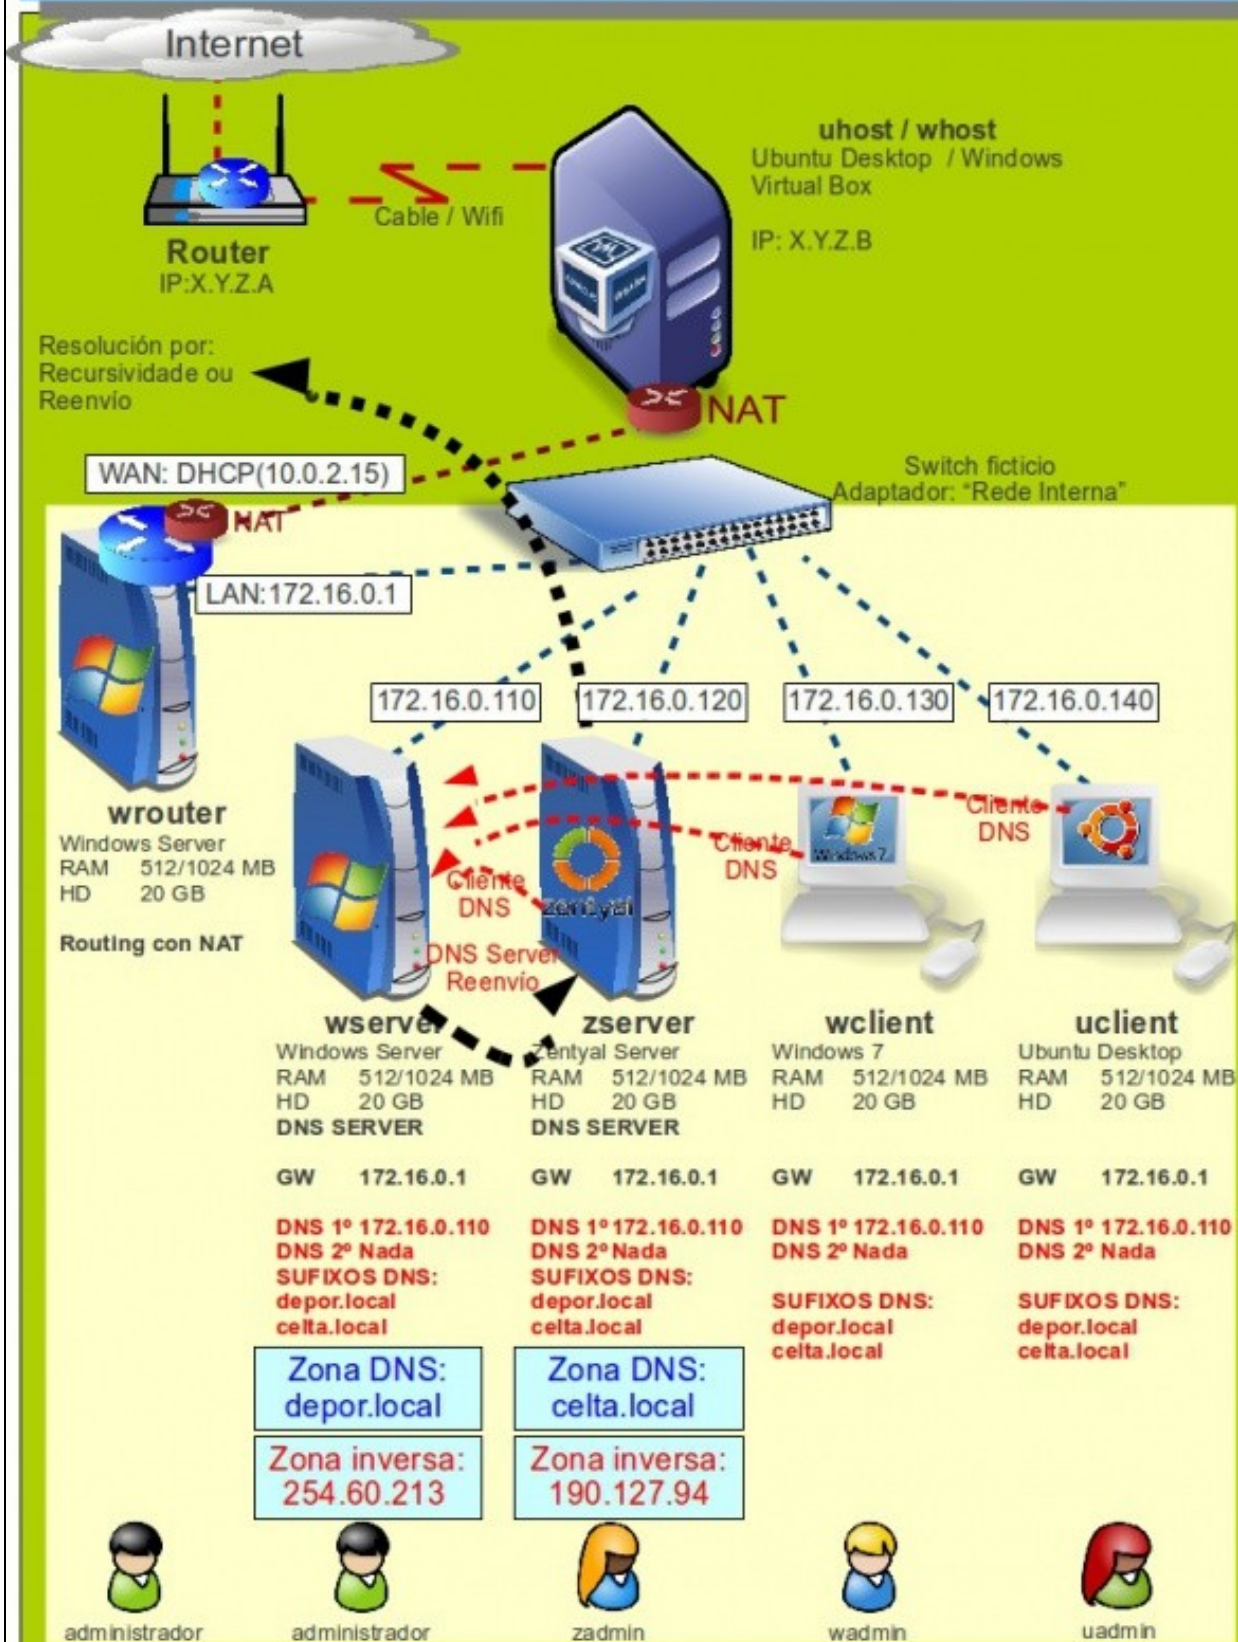 Internet
uhost / whost
Ubuntu Desktop / Windows
Virtual Box
IP: X.Y.Z.B
Cable / Wifi
Router
IP:X.Y.Z.A
Resolución por:
Recursividade ou
Reenvío
NAT
WAN: DHCP(10.0.2.15)
Switch ficticio
Adaptador: “Rede Interna”
NAT
LAN:172.16.0.1
172.16.0.110
172.16.0.120
172.16.0.130
172.16.0.140
wrouter
Windows Server
RAM 512/1024 MB
HD 20 GB
Routing con NAT
Cliente
DNS
Cliente
DNS
Cliente
DNS
Windows 7
zentyal
DNS Server
Reenvío
wserver
Windows Server
RAM 512/1024 MB
HD 20 GB
DNS SERVER
GW 172.16.0.1
DNS 1º 172.16.0.110
DNS 2º Nada
SUFIXOS DNS:
depor.local
celta.local
Zona DNS:
depor.local
Zona inversa:
254.60.213
zserver
Zentyal Server
RAM 512/1024 MB
HD 20 GB
DNS SERVER
GW 172.16.0.1
DNS 1º 172.16.0.110
DNS 2º Nada
SUFIXOS DNS:
depor.local
celta.local
Zona DNS:
celta.local
Zona inversa:
190.127.94
wclient
Windows 7
RAM 512/1024 MB
HD 20 GB
GW 172.16.0.1
DNS 1º 172.16.0.110
DNS 2º Nada
SUFIXOS DNS:
depor.local
celta.local
uclient
Ubuntu Desktop
RAM 512/1024 MB
HD 20 GB
GW 172.16.0.1
DNS 1º 172.16.0.110
DNS 2º Nada
SUFIXOS DNS:
depor.local
celta.local
administrador
administrador
zadmin
wadmin
uadmin